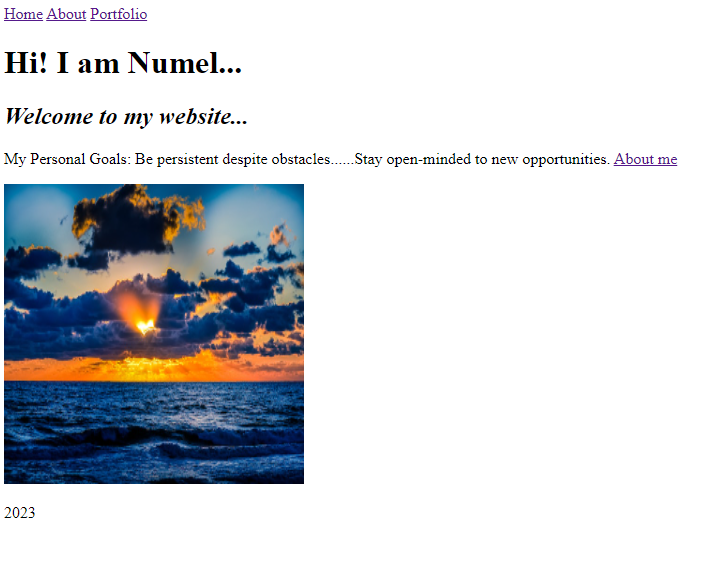 Home About Portfolio
Hi! I am Numel...
Welcome to my website...
My Personal Goals: Be persistent despite obstacles......Stay open-minded to new opportunities. About me
2023